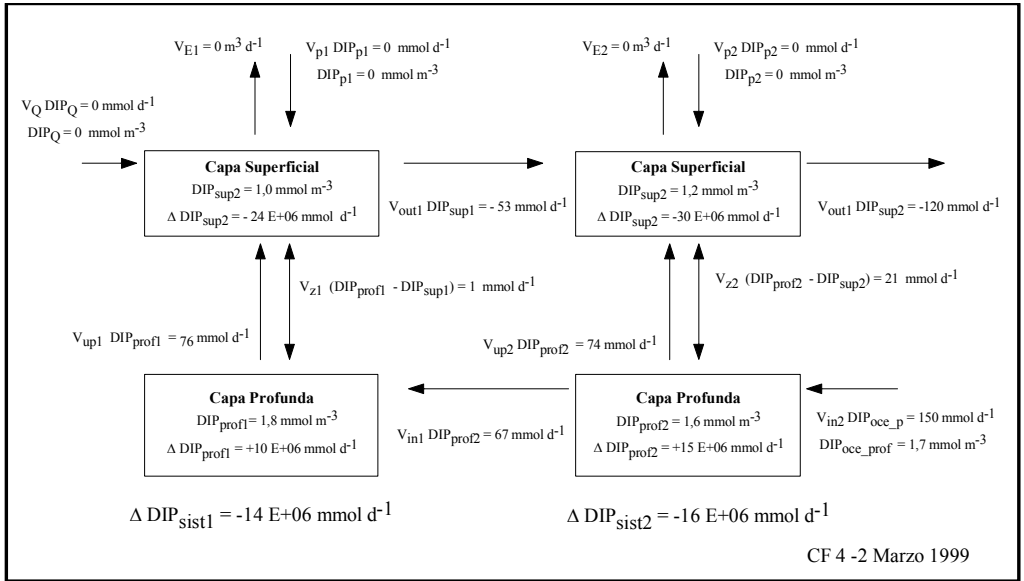 V_E1 = 0 m³ d⁻¹
V_p1 DIP_p1 = 0 mmol d⁻¹
DIP_p1 = 0 mmol m⁻³
V_E2 = 0 m³ d⁻¹
V_p2 DIP_p2 = 0 mmol d⁻¹
DIP_p2 = 0 mmol m⁻³
V_Q DIP_Q = 0 mmol d⁻¹
DIP_Q = 0 mmol m⁻³
Capa Superficial
DIP_sup2 = 1,0 mmol m⁻³
Δ DIP_sup2 = - 24 E+06 mmol d⁻¹
V_out1 DIP_sup1 = - 53 mmol d⁻¹
Capa Superficial
DIP_sup2 = 1,2 mmol m⁻³
Δ DIP_sup2 = -30 E+06 mmol d⁻¹
V_out1 DIP_sup2 = -120 mmol d⁻¹
V_z1 (DIP_prof1 - DIP_sup1) = 1 mmol d⁻¹
V_z2 (DIP_prof2 - DIP_sup2) = 21 mmol d⁻¹
V_up1 DIP_prof1 = 76 mmol d⁻¹
V_up2 DIP_prof2 = 74 mmol d⁻¹
Capa Profunda
DIP_prof1 = 1,8 mmol m⁻³
Δ DIP_prof1 = +10 E+06 mmol d⁻¹
V_in1 DIP_prof2 = 67 mmol d⁻¹
Capa Profunda
DIP_prof2 = 1,6 mmol m⁻³
Δ DIP_prof2 = +15 E+06 mmol d⁻¹
V_in2 DIP_oce_p = 150 mmol d⁻¹
DIP_oce_prof = 1,7 mmol m⁻³
Δ DIP_sist1 = -14 E+06 mmol d⁻¹
Δ DIP_sist2 = -16 E+06 mmol d⁻¹
CF 4 -2 Marzo 1999